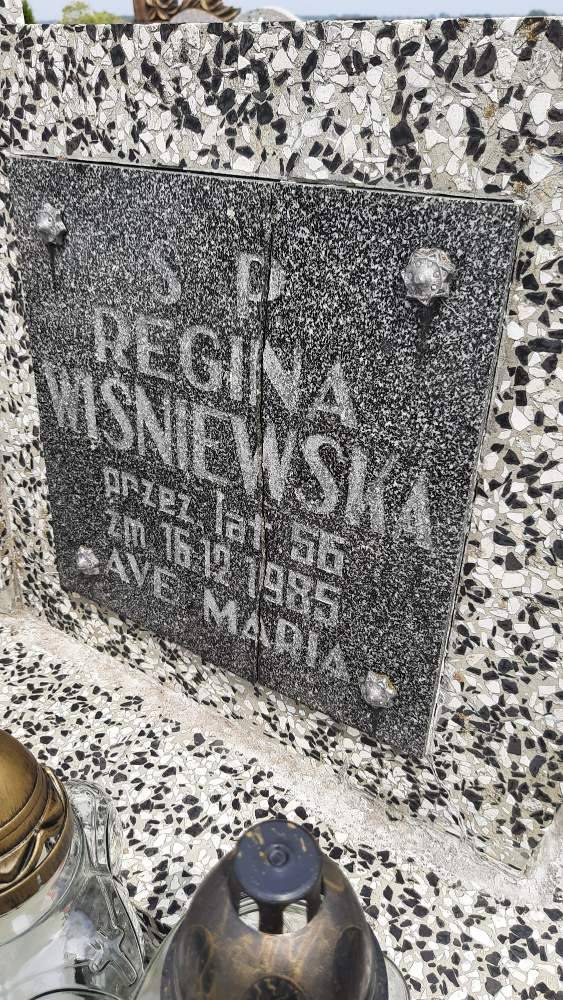 S P
REGINA
WIŚNIEWSKA
przeż. lat 56
zm 16.12 1985
AVE MARIA